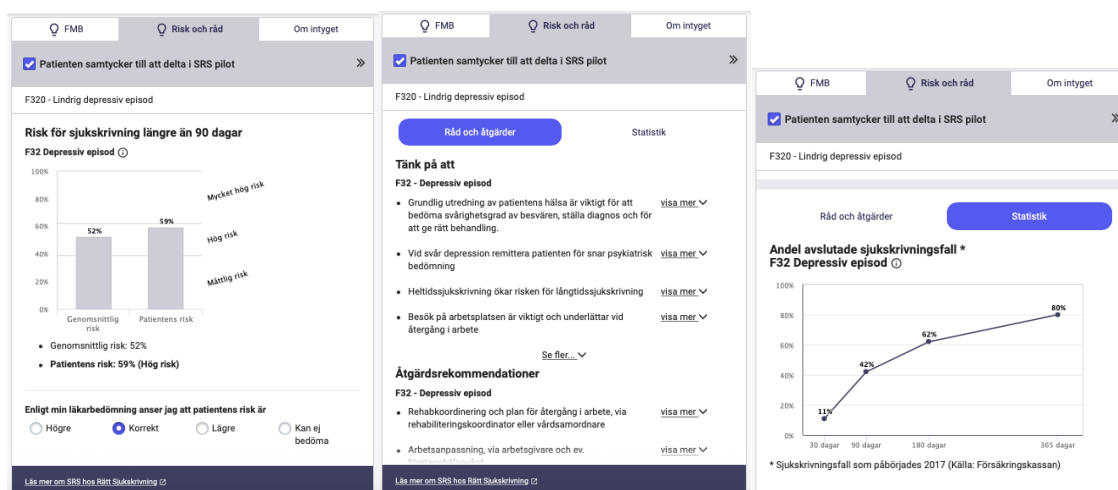 FMB
Risk och råd
Om intyget
Patienten samtycker till att delta i SRS pilot
F320 - Lindrig depressiv episod
Risk för sjukskrivning längre än 90 dagar
F32 Depressiv episod
100%
80%
60%
40%
20%
0%
Mycket hög risk
Hög risk
Måttlig risk
52%
59%
Genomsnittlig
risk
Patientens risk
Genomsnittlig risk: 52%
Patientens risk: 59% (Hög risk)
Enligt min läkarbedömning anser jag att patientens risk är
Högre
Korrekt
Lägre
Kan ej
bedöma
Läs mer om SRS hos Rätt Sjukskrivning
FMB
Risk och råd
Om intyget
Patienten samtycker till att delta i SRS pilot
F320 - Lindrig depressiv episod
Råd och åtgärder
Statistik
Tänk på att
F32 - Depressiv episod
Grundlig utredning av patientens hälsa är viktigt för att visa mer
bedöma svårighetsgrad av besvären, ställa diagnos och för
att ge rätt behandling.
Vid svår depression remittera patienten för snar psykiatrisk visa mer
bedömning
Heltidssjukskrivning ökar risken för långtidssjukskrivning visa mer
Besök på arbetsplatsen är viktigt och underlättar vid visa mer
återgång i arbete
Se fler...
Åtgärdsrekommendationer
F32 - Depressiv episod
Rehabkoordinering och plan för återgång i arbete, via visa mer
rehabiliteringskoordinator eller vårdsamordnare
Arbetsanpassning, via arbetsgivare och ev. visa mer
företagshälsovård
Läs mer om SRS hos Rätt Sjukskrivning
FMB
Risk och råd
Om intyget
Patienten samtycker till att delta i SRS pilot
F320 - Lindrig depressiv episod
Råd och åtgärder
Statistik
Andel avslutade sjukskrivningsfall *
F32 Depressiv episod
100%
80%
60%
40%
20%
0%
11%
42%
62%
80%
30 dagar
90 dagar
180 dagar
365 dagar
* Sjukskrivningsfall som påbörjades 2017 (Källa: Försäkringskassan)